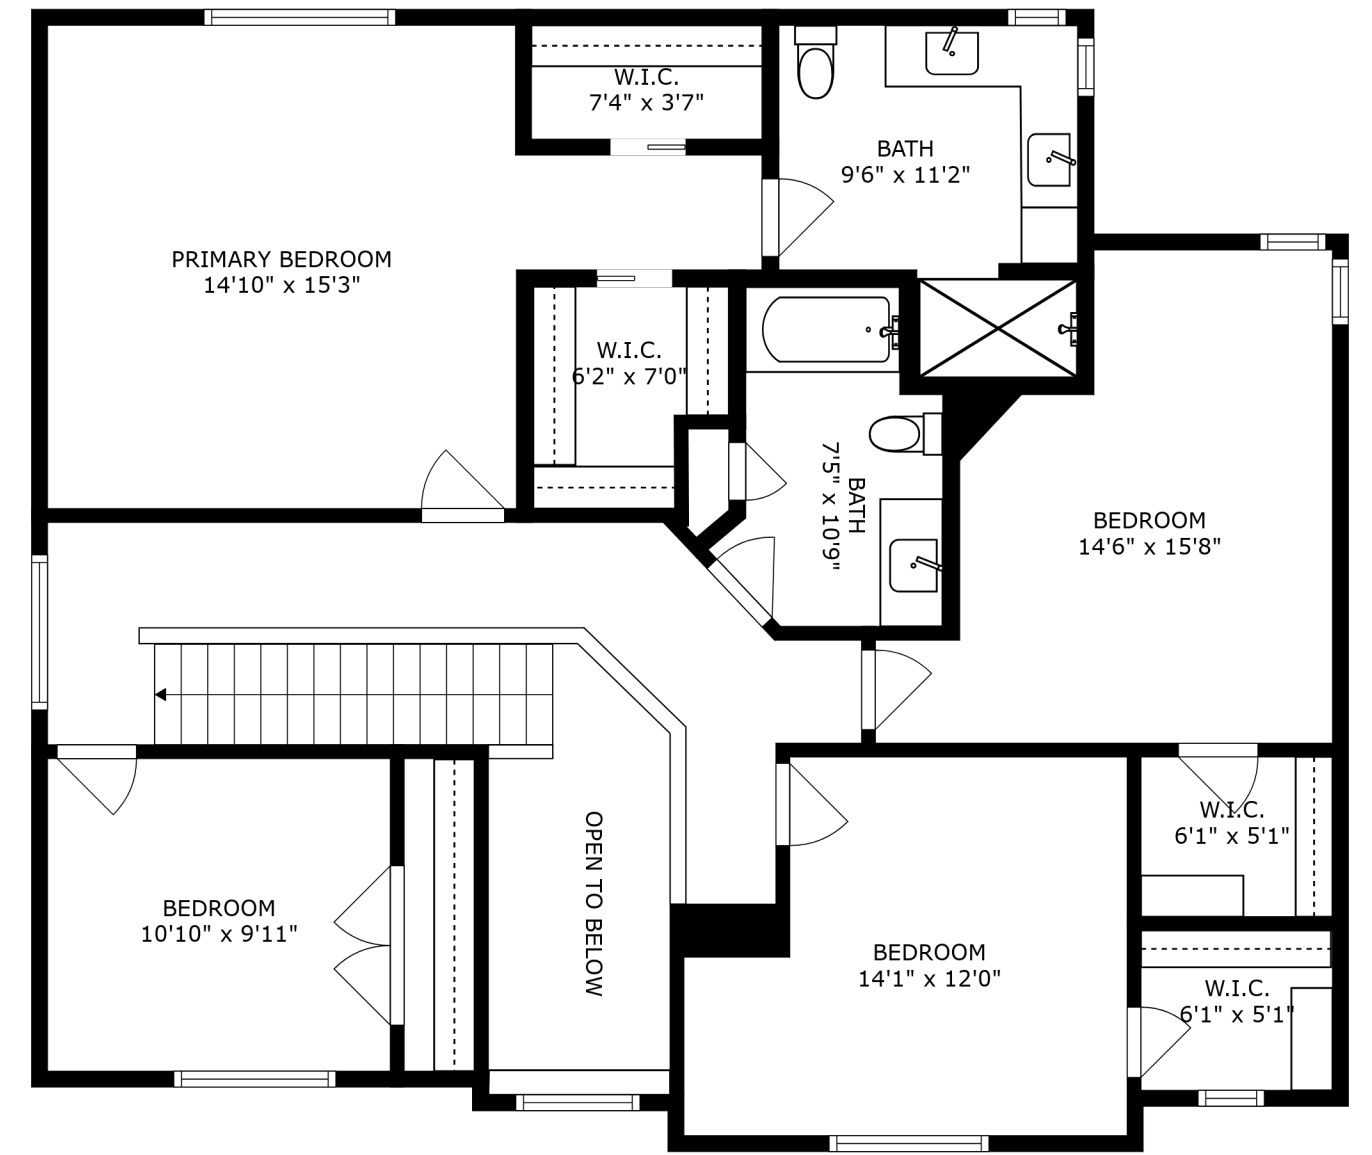 W.I.C.
7'4" x 3'7"
BATH
9'6" x 11'2"
PRIMARY BEDROOM
14'10" x 15'3"
W.I.C.
6'2" x 7'0"
BATH
7'5" x 10'9"
BEDROOM
14'6" x 15'8"
W.I.C.
6'1" x 5'1"
OPEN TO BELOW
BEDROOM
10'10" x 9'11"
BEDROOM
14'1" x 12'0"
W.I.C.
6'1" x 5'1"